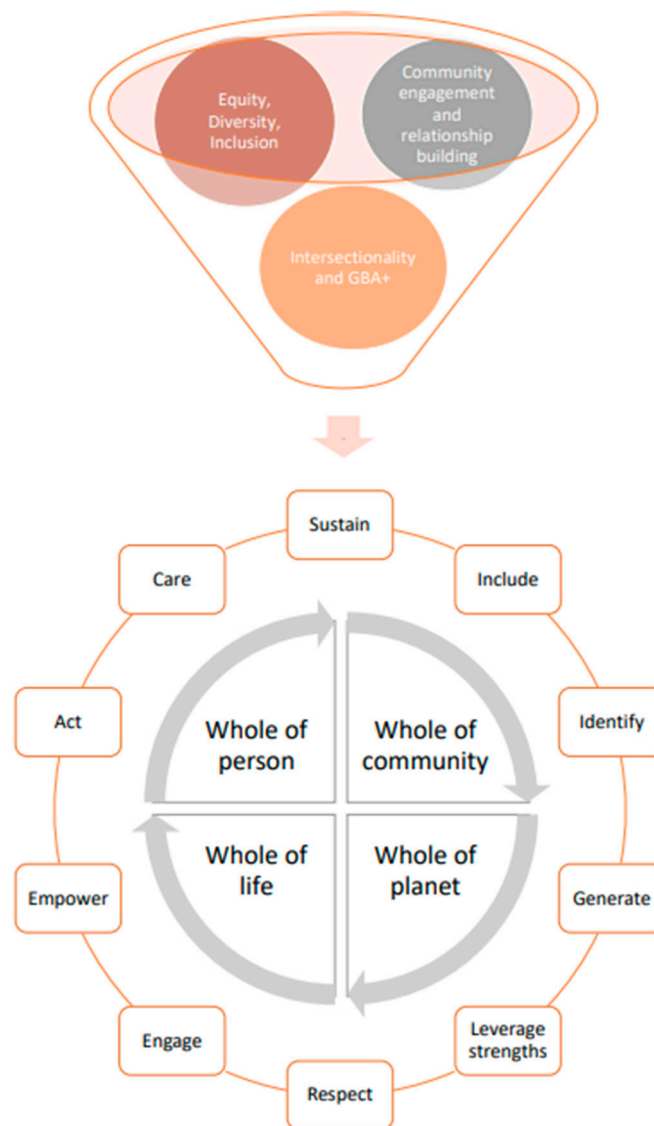 Equity,
Diversity,
Inclusion
Community
engagement
and
relationship
building
Intersectionality
and GBA+
Sustain
Include
Identify
Generate
Leverage
strengths
Respect
Engage
Empower
Act
Care
Whole of
person
Whole of
community
Whole of
planet
Whole of
life